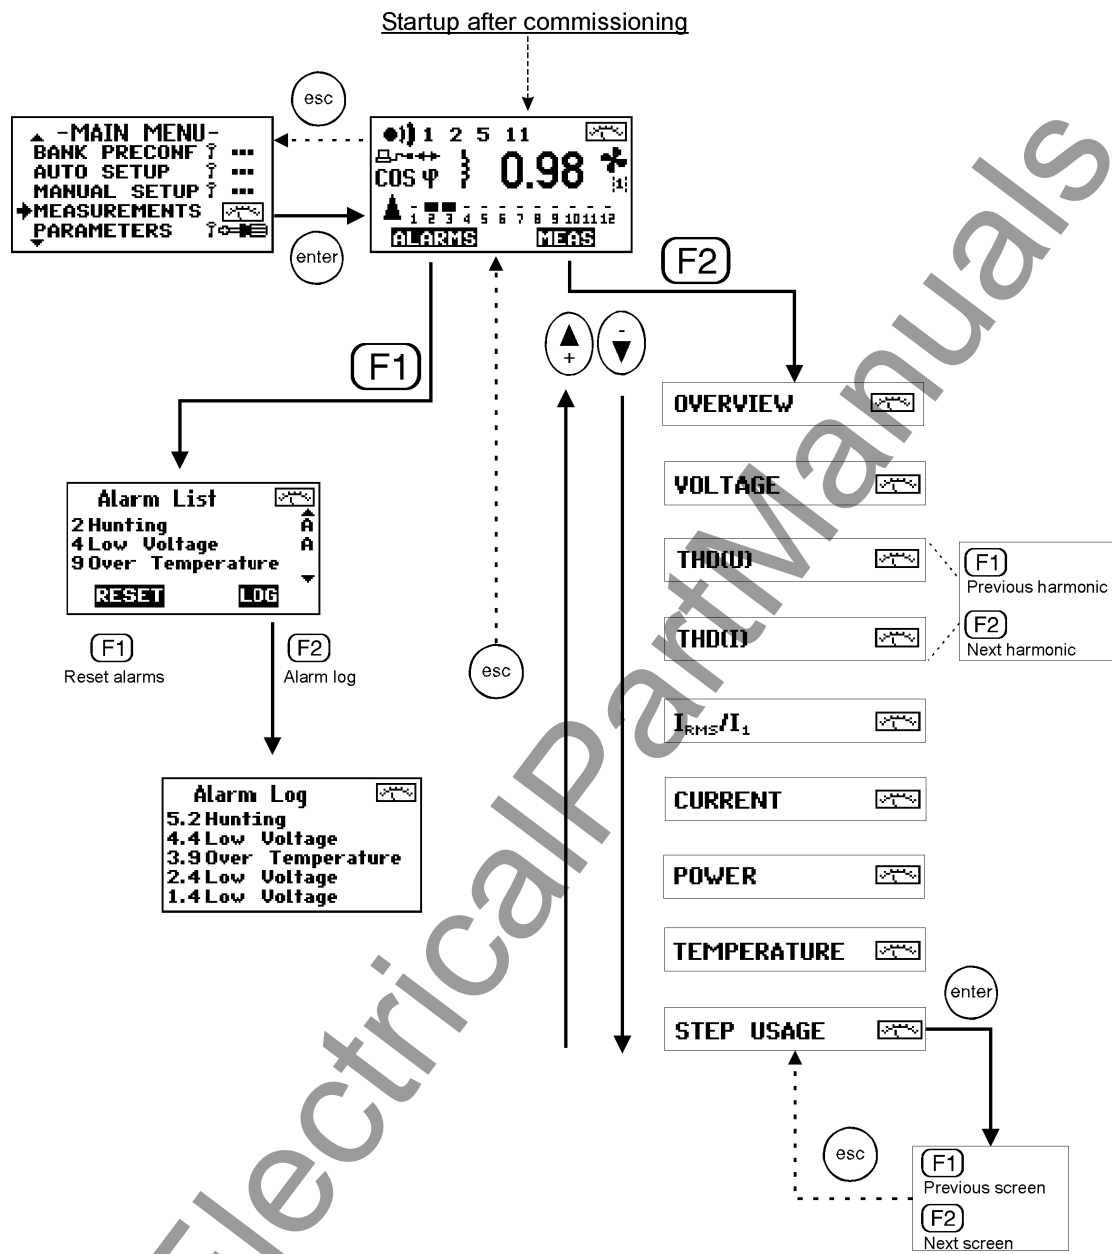 Startup after commissioning
esc
-MAIN MENU-
BANK PRECONF
AUTO SETUP
MANUAL SETUP
MEASUREMENTS
PARAMETERS
enter
1 2 5 11
COS φ 0.98
1
1 2 3 4 5 6 7 8 9 10 11 12
ALARMS MEAS
F2
F1
+
-
Alarm List
2 Hunting A
4 Low Voltage A
9 Over Temperature
RESET LOG
F1
Reset alarms
F2
Alarm log
esc
Alarm Log
5.2 Hunting
4.4 Low Voltage
3.9 Over Temperature
2.4 Low Voltage
1.4 Low Voltage
OVERVIEW
VOLTAGE
THD(U)
THD(I)
F1
Previous harmonic
F2
Next harmonic
IRMS/I1
CURRENT
POWER
TEMPERATURE
STEP USAGE
enter
esc
F1
Previous screen
F2
Next screen
ElectricalPartManuals